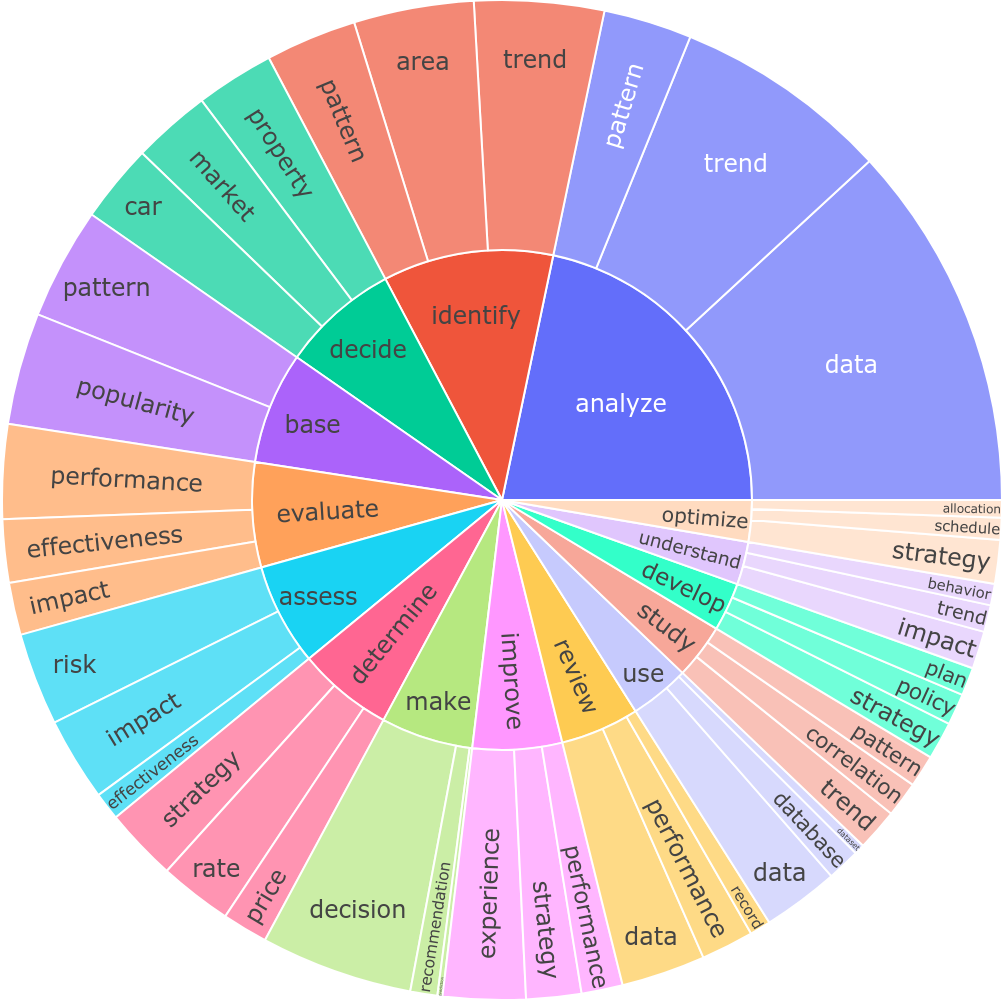 analyze
data
trend
pattern
identify
trend
area
pattern
decide
property
market
car
base
pattern
popularity
evaluate
performance
effectiveness
impact
assess
risk
impact
effectiveness
determine
strategy
rate
price
make
decision
recommendation
improve
experience
strategy
performance
review
data
performance
record
use
data
database
dataset
study
trend
correlation
pattern
develop
strategy
policy
plan
understand
impact
trend
behavior
optimize
strategy
schedule
allocation